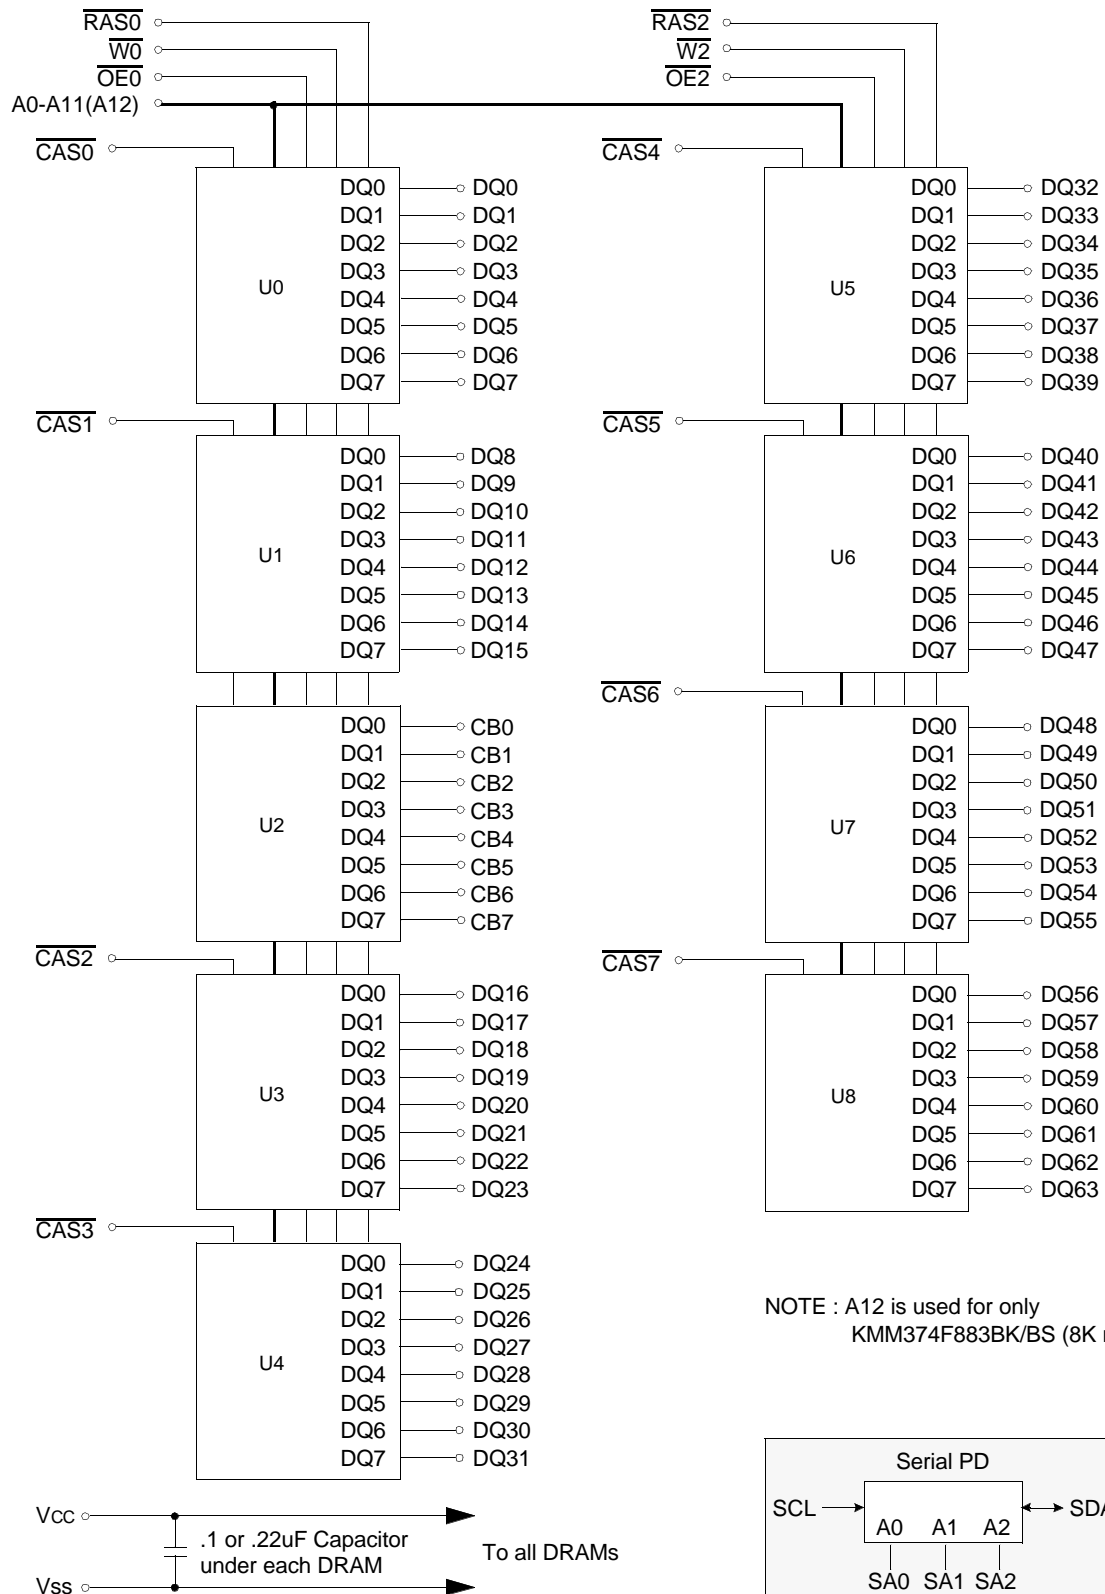 RAS0
W0
OE0
A0-A11(A12)
CAS0
U0
DQ0 DQ0
DQ1 DQ1
DQ2 DQ2
DQ3 DQ3
DQ4 DQ4
DQ5 DQ5
DQ6 DQ6
DQ7 DQ7
CAS1
U1
DQ0 DQ8
DQ1 DQ9
DQ2 DQ10
DQ3 DQ11
DQ4 DQ12
DQ5 DQ13
DQ6 DQ14
DQ7 DQ15
U2
DQ0 CB0
DQ1 CB1
DQ2 CB2
DQ3 CB3
DQ4 CB4
DQ5 CB5
DQ6 CB6
DQ7 CB7
CAS2
U3
DQ0 DQ16
DQ1 DQ17
DQ2 DQ18
DQ3 DQ19
DQ4 DQ20
DQ5 DQ21
DQ6 DQ22
DQ7 DQ23
CAS3
U4
DQ0 DQ24
DQ1 DQ25
DQ2 DQ26
DQ3 DQ27
DQ4 DQ28
DQ5 DQ29
DQ6 DQ30
DQ7 DQ31
RAS2
W2
OE2
CAS4
U5
DQ0 DQ32
DQ1 DQ33
DQ2 DQ34
DQ3 DQ35
DQ4 DQ36
DQ5 DQ37
DQ6 DQ38
DQ7 DQ39
CAS5
U6
DQ0 DQ40
DQ1 DQ41
DQ2 DQ42
DQ3 DQ43
DQ4 DQ44
DQ5 DQ45
DQ6 DQ46
DQ7 DQ47
CAS6
U7
DQ0 DQ48
DQ1 DQ49
DQ2 DQ50
DQ3 DQ51
DQ4 DQ52
DQ5 DQ53
DQ6 DQ54
DQ7 DQ55
CAS7
U8
DQ0 DQ56
DQ1 DQ57
DQ2 DQ58
DQ3 DQ59
DQ4 DQ60
DQ5 DQ61
DQ6 DQ62
DQ7 DQ63
NOTE : A12 is used for only
KMM374F883BK/BS (8K
Vcc
.1 or .22uF Capacitor
under each DRAM
To all DRAMs
Vss
Serial PD
SCL
A0 A1 A2
SA0 SA1 SA2